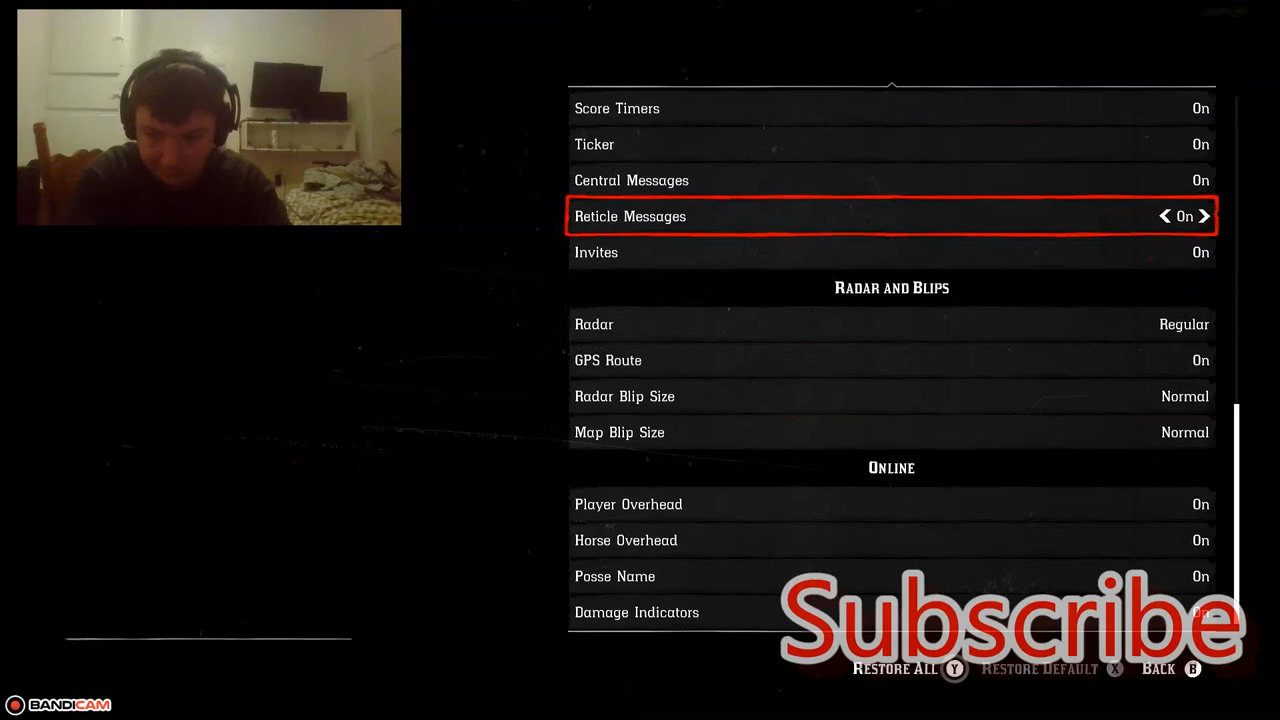 Score Timers On
Ticker On
Central Messages On
Reticle Messages On
Invites On
RADAR AND BLIPS
Radar Regular
GPS Route On
Radar Blip Size Normal
Map Blip Size Normal
ONLINE
Player Overhead On
Horse Overhead On
Posse Name On
Damage Indicators On
Subscribe
RESTORE ALL Y RESTORE DEFAULT X BACK B
BANDICAM